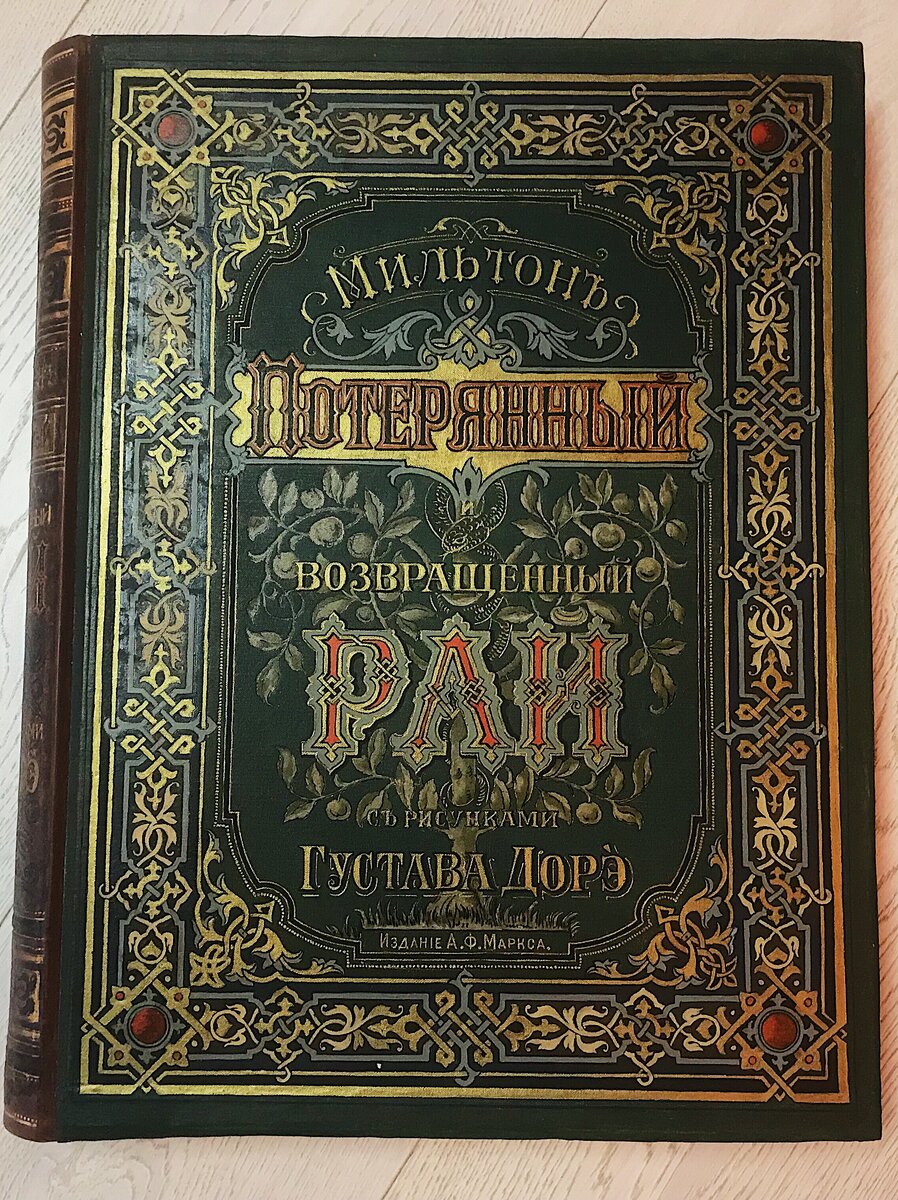 Мильтонъ
Потерянный
и
возвращенный
РАЙ
съ рисунками
Густава Дорэ
Изданіе А.Ф. Маркса.